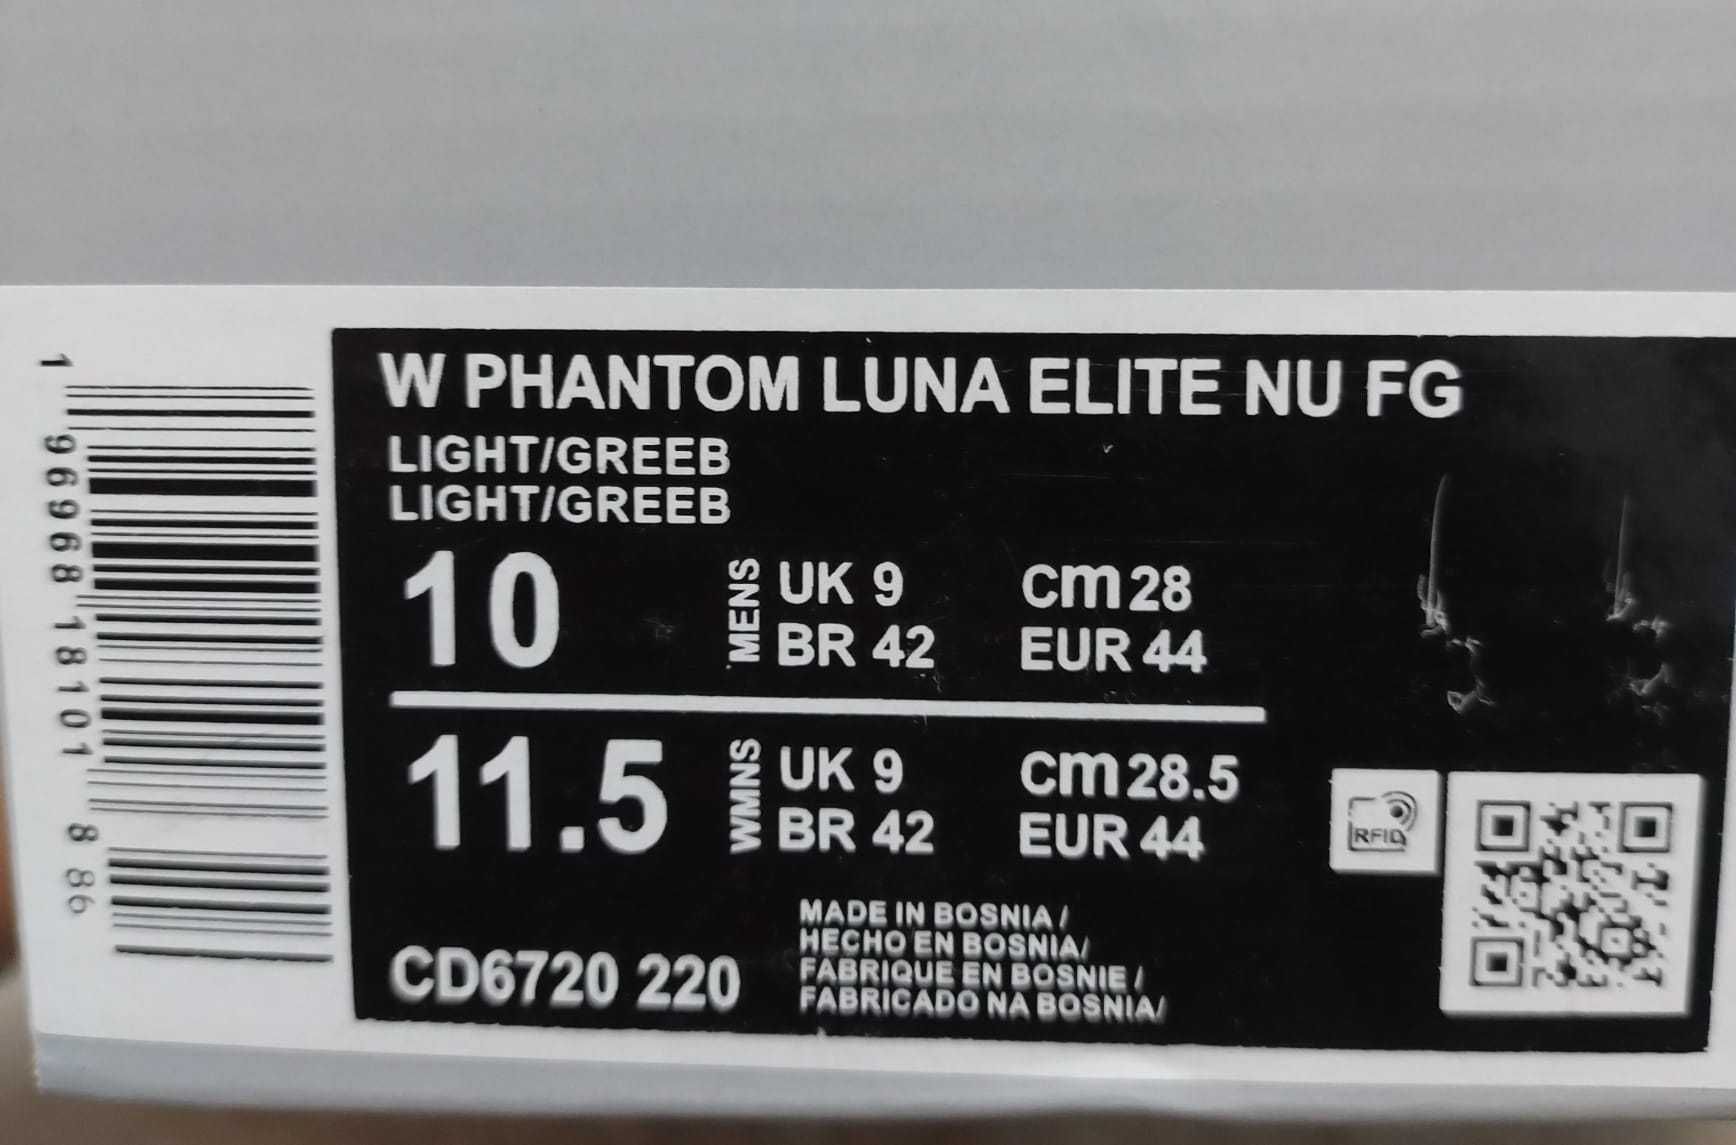 W PHANTOM LUNA ELITE NU FG
LIGHT/GREEB
LIGHT/GREEB
10
MENS
UK 9
cm 28
BR 42
EUR 44
11.5
WMNS
UK 9
cm 28.5
BR 42
EUR 44
CD6720 220
MADE IN BOSNIA /
HECHO EN BOSNIA/
FABRIQUE EN BOSNIE /
FABRICADO NA BOSNIA/
RFID
1 96968 18101 8 86